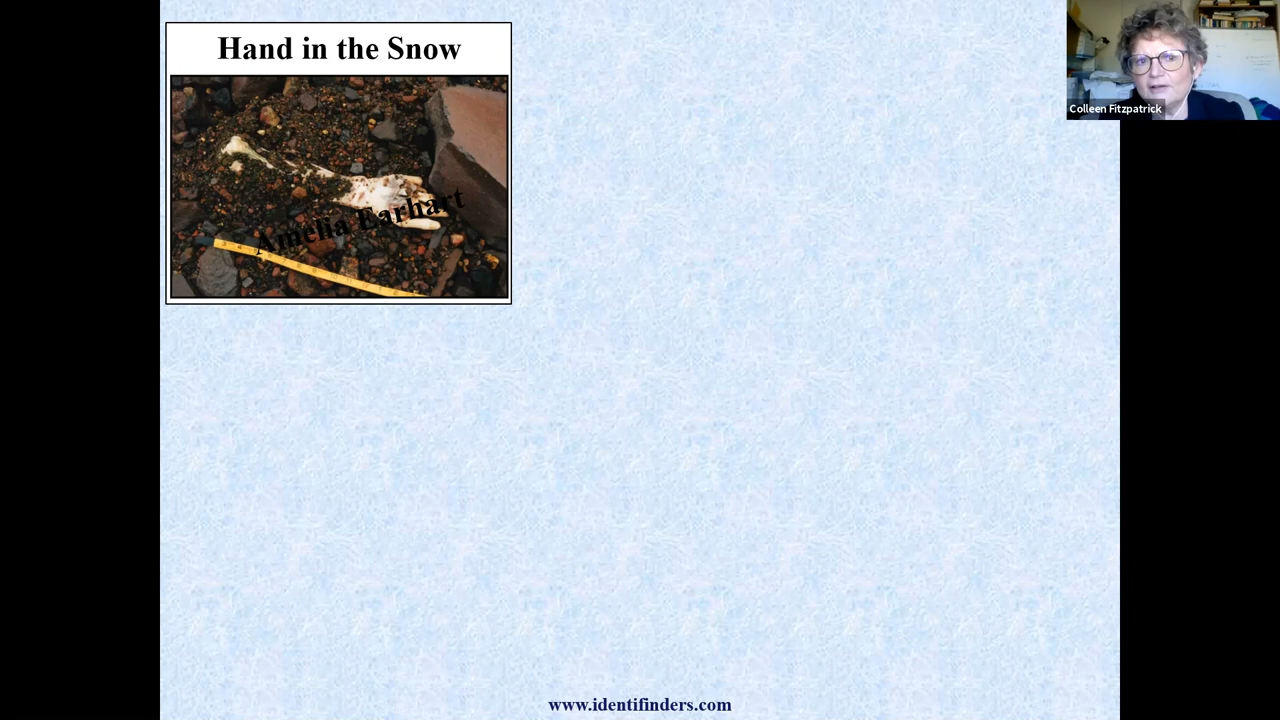 Hand in the Snow
Amelia Earhart
Colleen Fitzpatrick
www.identifinders.com